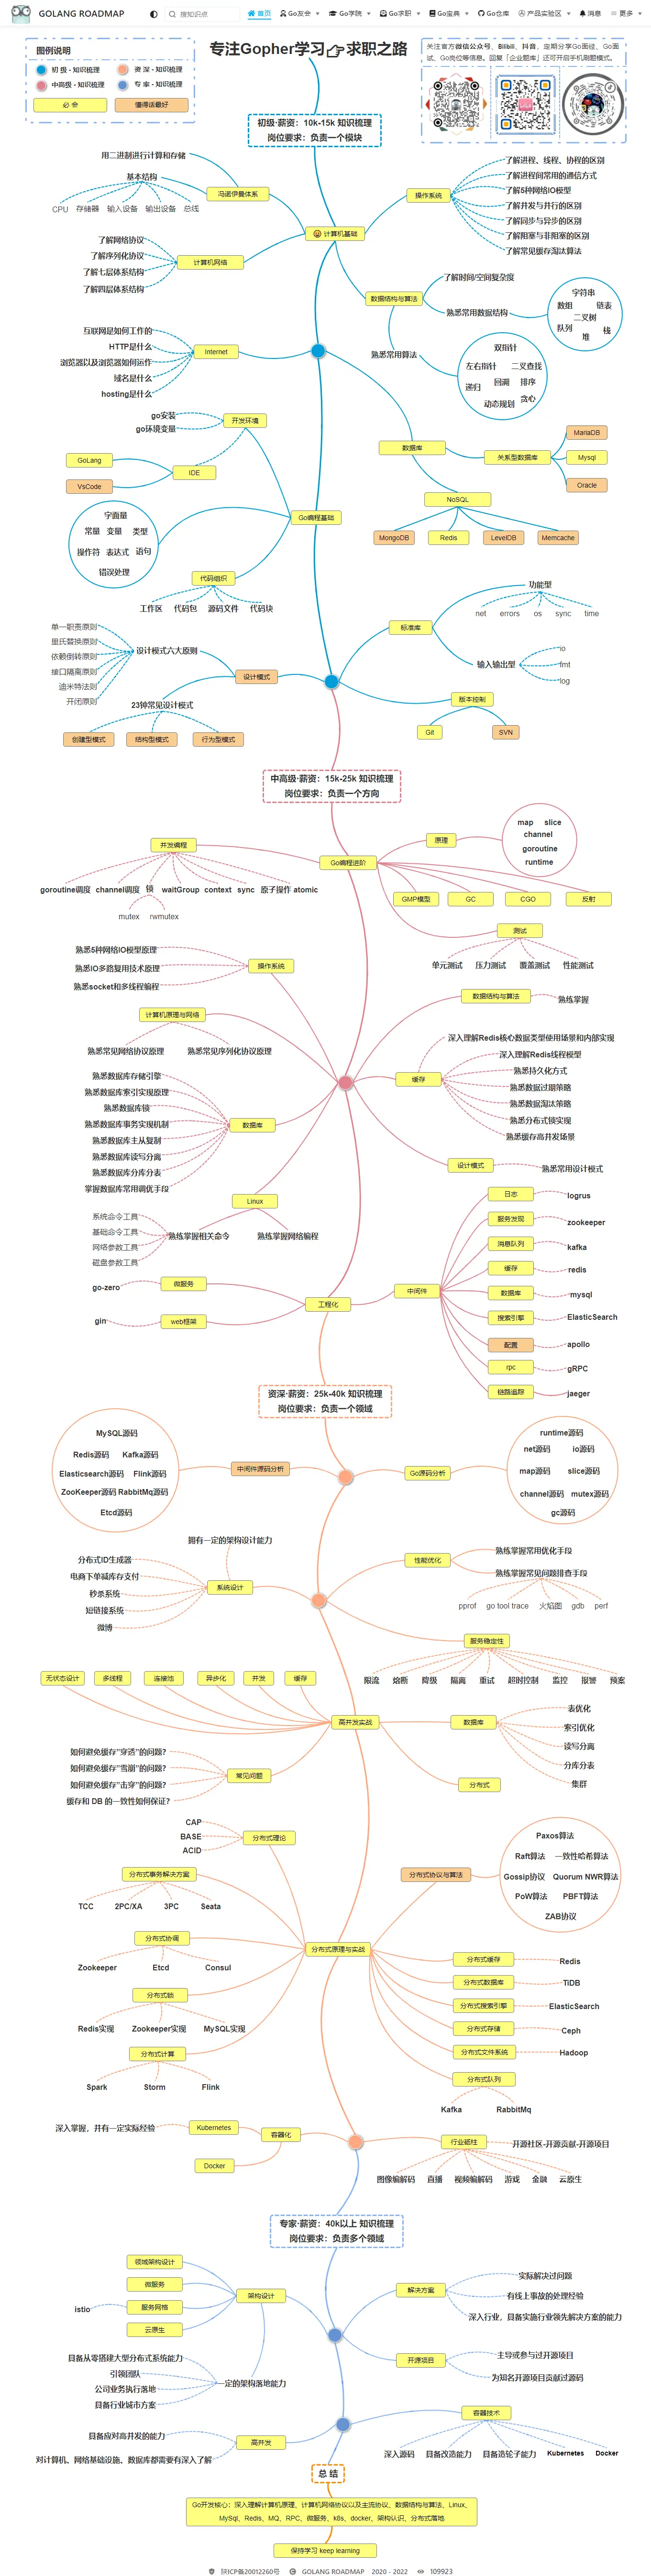 GOLANG ROADMAP
搜知识点
首页
Go友会
Go学院
Go求职
Go宝典
Go仓库
产品实验区
消息
更多
图例说明
初 级 - 知识梳理
资 深 - 知识梳理
中高级 - 知识梳理
专 家 - 知识梳理
必 会
懂得话最好
专注Gopher学习 求职之路
关注官方微信公众号、Bilibili、抖音，定期分享Go面经、Go面
试、Go岗位等信息。回复「企业题库」还可开启手机刷题模式。
初级·薪资：10k-15k 知识梳理
岗位要求：负责一个模块
用二进制进行计算和存储
基本结构
CPU
存储器
输入设备
输出设备
总线
冯诺伊曼体系
计算机基础
操作系统
了解进程、线程、协程的区别
了解进程间常用的通信方式
了解5种网络IO模型
了解并发与并行的区别
了解同步与异步的区别
了解阻塞与非阻塞的区别
了解常见缓存淘汰算法
了解网络协议
了解序列化协议
了解七层体系结构
了解四层体系结构
计算机网络
数据结构与算法
了解时间/空间复杂度
熟悉常用数据结构
字符串
数组
链表
二叉树
队列
栈
堆
熟悉常用算法
双指针
左右指针
二叉查找
递归
回溯
排序
动态规划
贪心
互联网是如何工作的
HTTP是什么
浏览器以及浏览器如何运作
域名是什么
hosting是什么
Internet
go安装
go环境变量
开发环境
GoLang
VsCode
IDE
数据库
关系型数据库
MariaDB
Mysql
Oracle
NoSQL
MongoDB
Redis
LevelDB
Memcache
Go编程基础
字面量
常量
变量
类型
操作符
表达式
语句
错误处理
代码组织
工作区
代码包
源码文件
代码块
标准库
功能型
net
errors
os
sync
time
输入输出型
io
fmt
log
单一职责原则
里氏替换原则
依赖倒转原则
接口隔离原则
迪米特法则
开闭原则
设计模式六大原则
设计模式
23钟常见设计模式
创建型模式
结构型模式
行为型模式
版本控制
Git
SVN
中高级·薪资：15k-25k 知识梳理
岗位要求：负责一个方向
并发编程
goroutine调度
channel调度
锁
waitGroup
context
sync
原子操作 atomic
mutex
rwmutex
Go编程进阶
原理
map
slice
channel
goroutine
runtime
GMP模型
GC
CGO
反射
测试
单元测试
压力测试
覆盖测试
性能测试
熟悉5种网络IO模型原理
熟悉IO多路复用技术原理
熟悉socket和多线程编程
操作系统
计算机原理与网络
熟悉常见网络协议原理
熟悉常见序列化协议原理
数据结构与算法
熟练掌握
缓存
深入理解Redis核心数据类型使用场景和内部实现
深入理解Redis线程模型
熟悉持久化方式
熟悉数据过期策略
熟悉数据淘汰策略
熟悉分布式锁实现
熟悉缓存高并发场景
熟悉数据库存储引擎
熟悉数据库索引实现原理
熟悉数据库锁
熟悉数据库事务实现机制
熟悉数据库主从复制
熟悉数据库读写分离
熟悉数据库分库分表
掌握数据库常用调优手段
数据库
设计模式
熟悉常用设计模式
Linux
系统命令工具
基础命令工具
网络参数工具
磁盘参数工具
熟练掌握相关命令
熟练掌握网络编程
go-zero
微服务
gin
web框架
工程化
中间件
日志
logrus
服务发现
zookeeper
消息队列
kafka
缓存
redis
数据库
mysql
搜索引擎
ElasticSearch
配置
apollo
rpc
gRPC
链路追踪
jaeger
资深·薪资：25k-40k 知识梳理
岗位要求：负责一个领域
MySQL源码
Redis源码
Kafka源码
Elasticsearch源码
Flink源码
ZooKeeper源码
RabbitMq源码
Etcd源码
中间件源码分析
Go源码分析
runtime源码
net源码
io源码
map源码
slice源码
channel源码
mutex源码
gc源码
拥有一定的架构设计能力
分布式ID生成器
电商下单减库存支付
秒杀系统
短链接系统
微博
系统设计
性能优化
熟练掌握常用优化手段
熟练掌握常见问题排查手段
pprof
go tool trace
火焰图
gdb
perf
服务稳定性
限流
熔断
降级
隔离
重试
超时控制
监控
报警
预案
无状态设计
多线程
连接池
异步化
并发
缓存
高并发实战
数据库
表优化
索引优化
读写分离
分库分表
集群
分布式
如何避免缓存"穿透"的问题?
如何避免缓存"雪崩"的问题?
如何避免缓存"击穿"的问题?
缓存和 DB 的一致性如何保证?
常见问题
CAP
BASE
ACID
分布式理论
分布式事务解决方案
TCC
2PC/XA
3PC
Seata
分布式协议与算法
Paxos算法
Raft算法
一致性哈希算法
Gossip协议
Quorum NWR算法
PoW算法
PBFT算法
ZAB协议
分布式协调
Zookeeper
Etcd
Consul
分布式原理与实战
分布式锁
Redis实现
Zookeeper实现
MySQL实现
分布式计算
Spark
Storm
Flink
分布式缓存
Redis
分布式数据库
TiDB
分布式搜索引擎
ElasticSearch
分布式存储
Ceph
分布式文件系统
Hadoop
分布式队列
Kafka
RabbitMq
深入掌握，并有一定实际经验
Kubernetes
Docker
容器化
行业砥柱
开源社区-开源贡献-开源项目
图像编解码
直播
视频编解码
游戏
金融
云原生
专家·薪资：40k以上 知识梳理
岗位要求：负责多个领域
领域架构设计
微服务
istio
服务网格
云原生
架构设计
具备从零搭建大型分布式系统能力
引领团队
公司业务执行落地
具备行业城市方案
一定的架构落地能力
解决方案
实际解决过问题
有线上事故的处理经验
深入行业，具备实施行业领先解决方案的能力
开源项目
主导或参与过开源项目
为知名开源项目贡献过源码
具备应对高并发的能力
对计算机、网络基础设施、数据库都需要有深入了解
高并发
容器技术
深入源码
具备改造能力
具备造轮子能力
Kubernetes
Docker
总 结
Go开发核心：深入理解计算机原理、计算机网络协议以及主流协议、数据结构与算法、Linux、
MySql、Redis、MQ、RPC、微服务、k8s、docker、架构认识、分布式落地
保持学习 keep learning
陕ICP备20012260号
GOLANG ROADMAP
2020 - 2022
109923